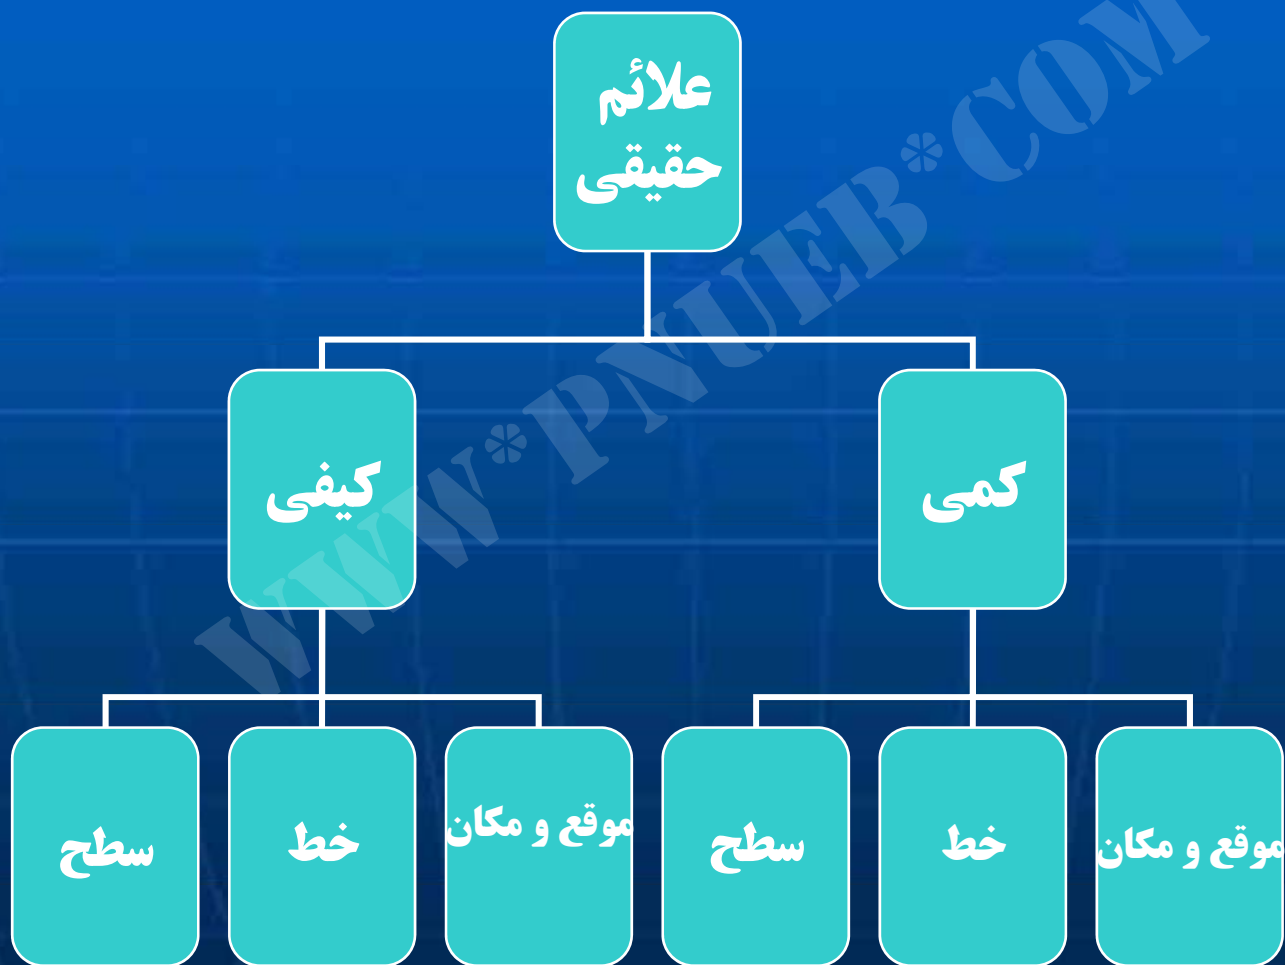 علائم
حقیقی
کمی
کیفی
موقع و مکان
خط
سطح
موقع و مکان
خط
سطح
WWW*PNUEB*COM